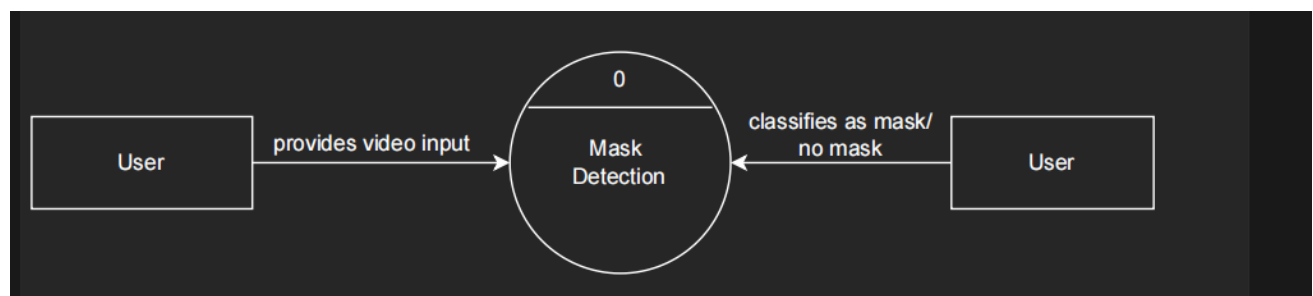 User
provides video input
0
Mask
Detection
classifies as mask/
no mask
User